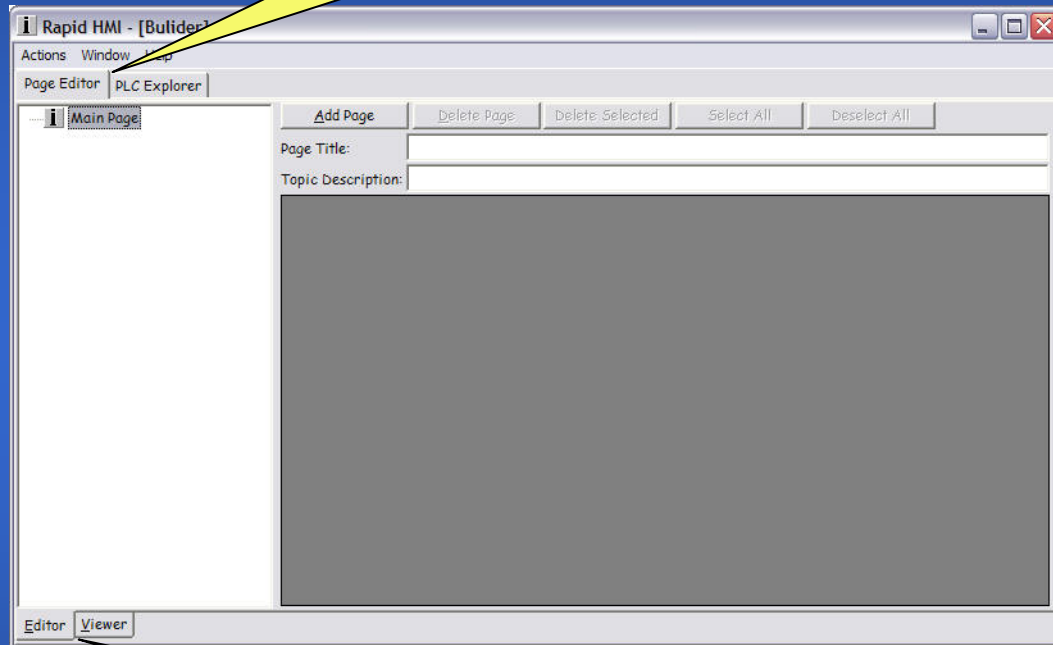 Rapid HMI - [Bulider]
Actions Window Help
Page Editor PLC Explorer
Main Page
Add Page Delete Page Delete Selected Select All Deselect All
Page Title:
Topic Description:
Editor Viewer